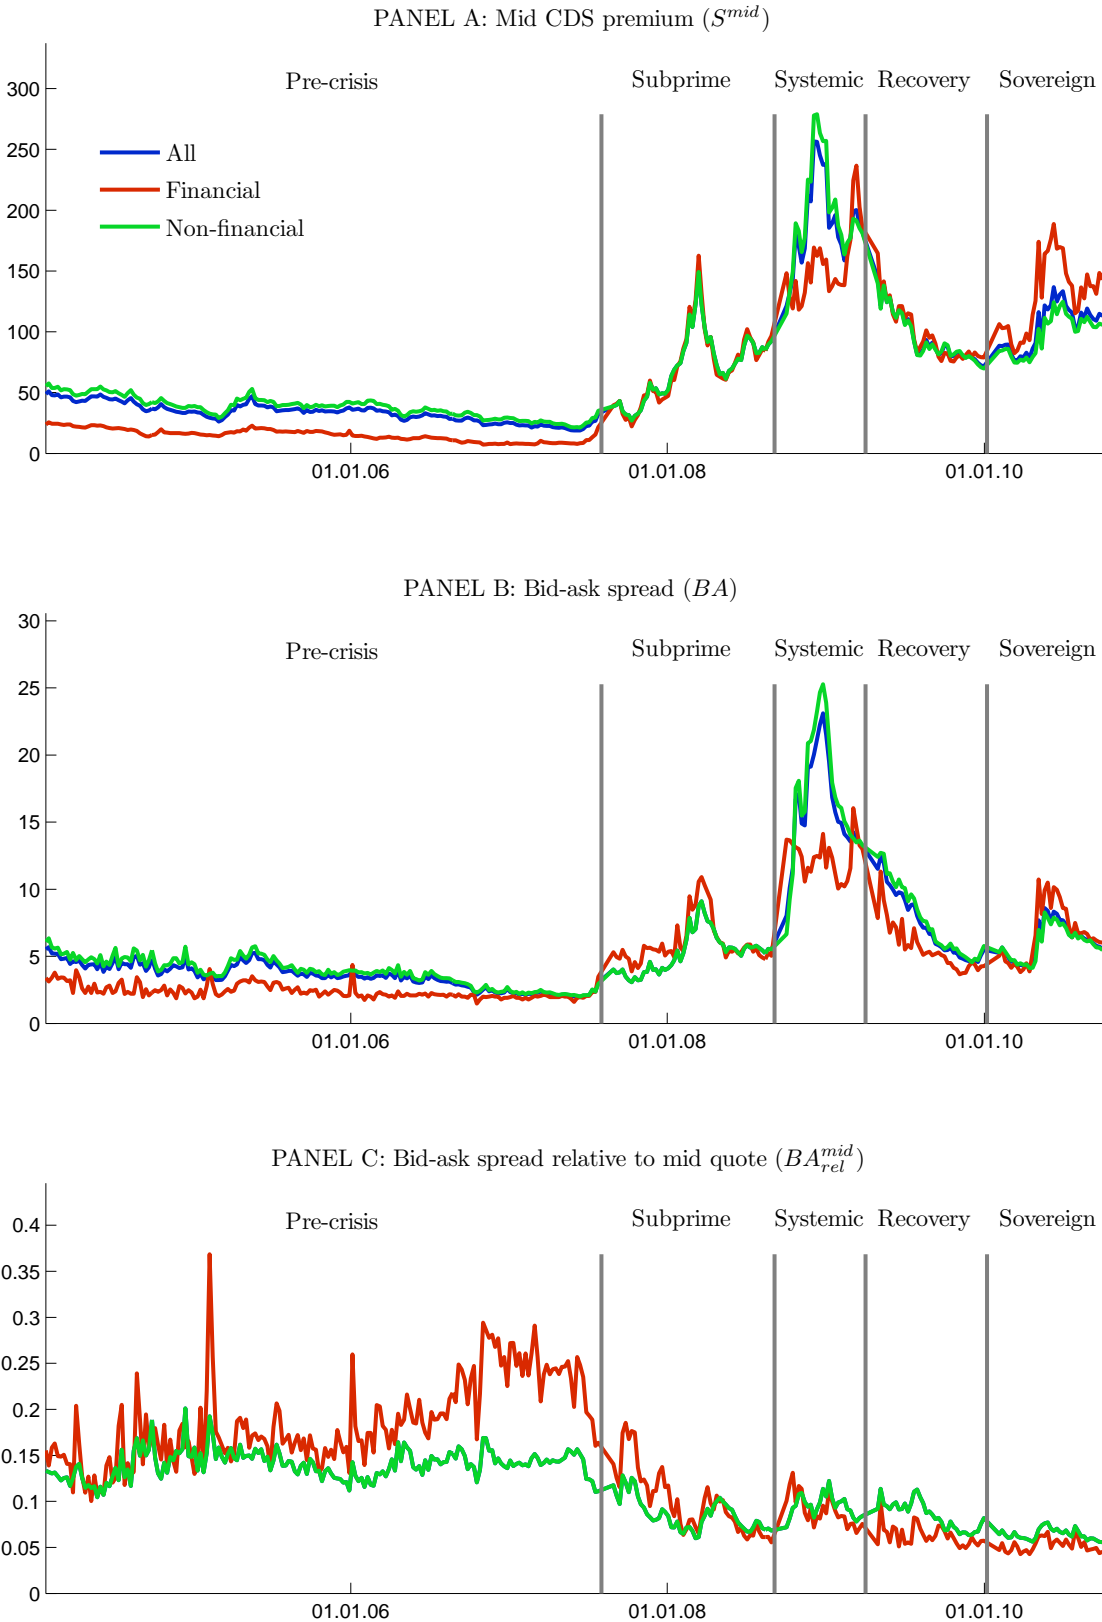 PANEL A: Mid CDS premium (S^mid)
Pre-crisis Subprime Systemic Recovery Sovereign
300
250
200
150
100
50
0
All
Financial
Non-financial
01.01.06 01.01.08 01.01.10
PANEL B: Bid-ask spread (BA)
Pre-crisis Subprime Systemic Recovery Sovereign
30
25
20
15
10
5
0
01.01.06 01.01.08 01.01.10
PANEL C: Bid-ask spread relative to mid quote (BA^mid_rel)
Pre-crisis Subprime Systemic Recovery Sovereign
0.4
0.35
0.3
0.25
0.2
0.15
0.1
0.05
0
01.01.06 01.01.08 01.01.10